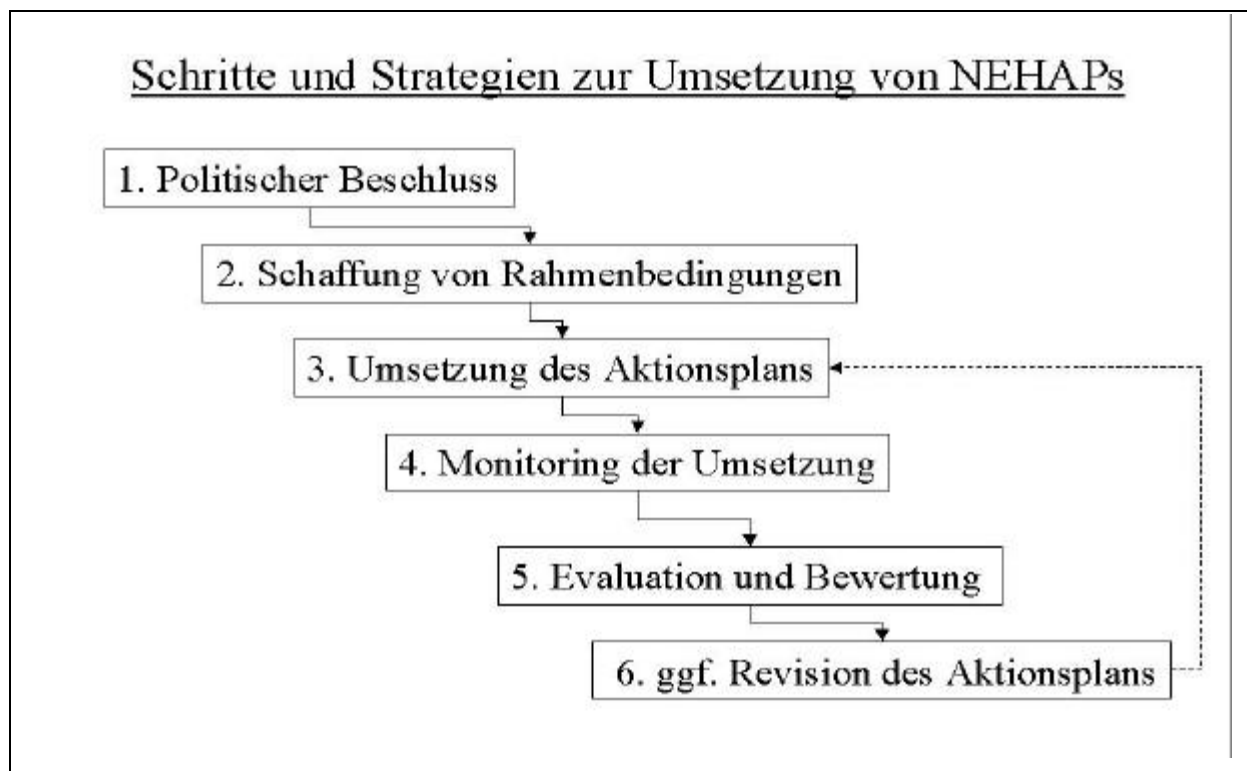 Schritte und Strategien zur Umsetzung von NEHAPs
1. Politischer Beschluss
2. Schaffung von Rahmenbedingungen
3. Umsetzung des Aktionsplans
4. Monitoring der Umsetzung
5. Evaluation und Bewertung
6. ggf. Revision des Aktionsplans